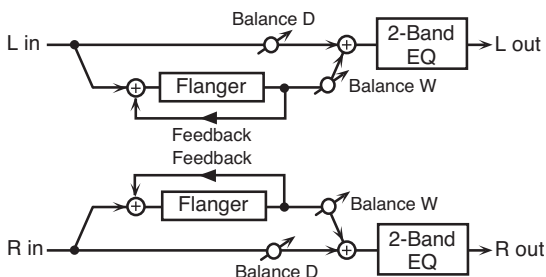 Balance D
L in
2-Band
EQ
L out
Flanger
Balance W
Feedback
Feedback
Flanger
Balance W
R in
2-Band
EQ
R out
Balance D